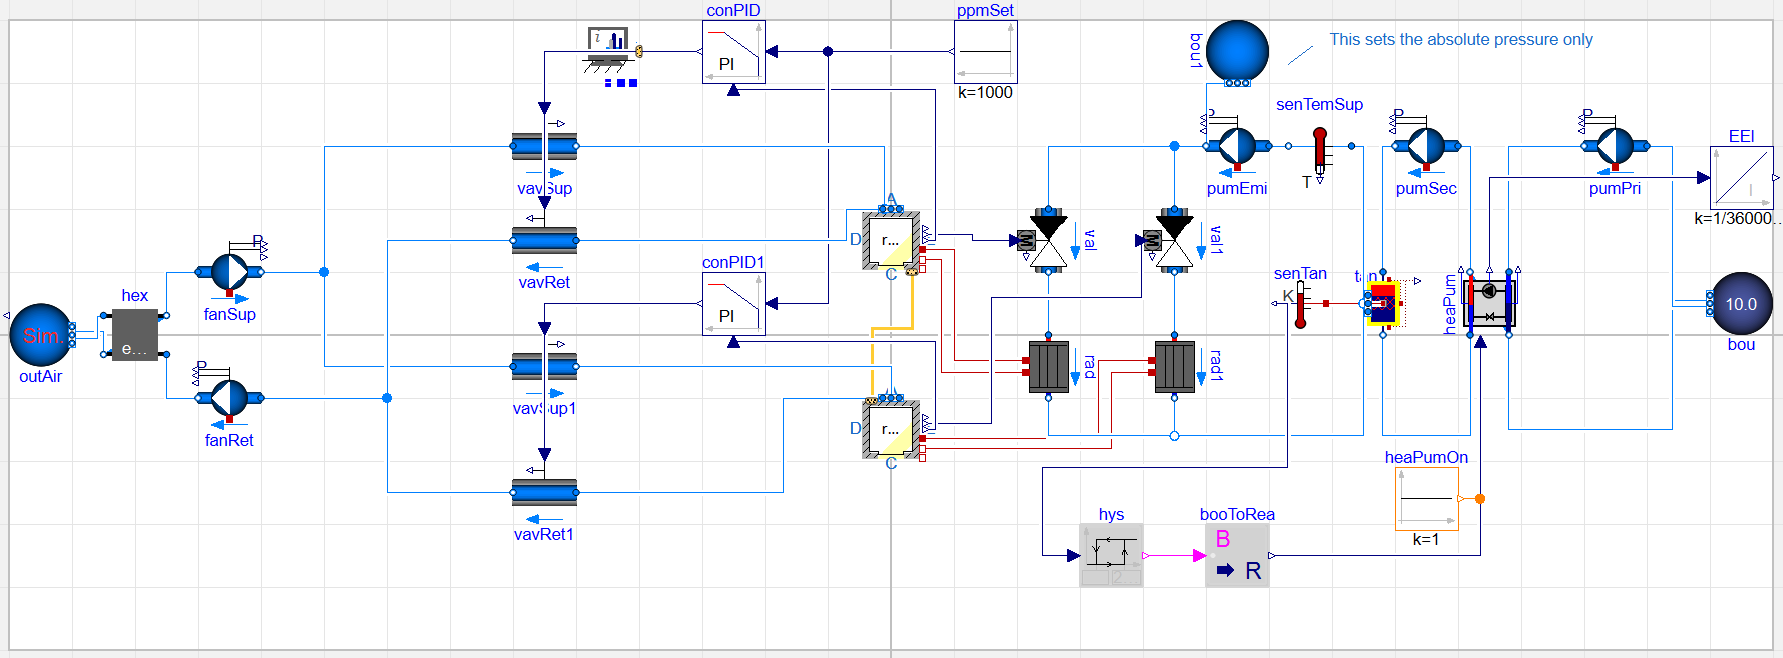 conPID
PI
ppmSet
k=1000
bou1
This sets the absolute pressure only
senTemSup
T
P
pumEmi
P
pumSec
P
pumPri
EEI
I
k=1/36000...
vavSup
vavRet
A
D
r...
C
val
val1
conPID1
PI
senTan
K
tan
heaPum
10.0
bou
P
fanSup
hex
e...
Sim.
outAir
P
fanRet
vavSup1
vavRet1
rad
rad1
D
r...
C
heaPumOn
k=1
hys
2...
booToRea
B
R